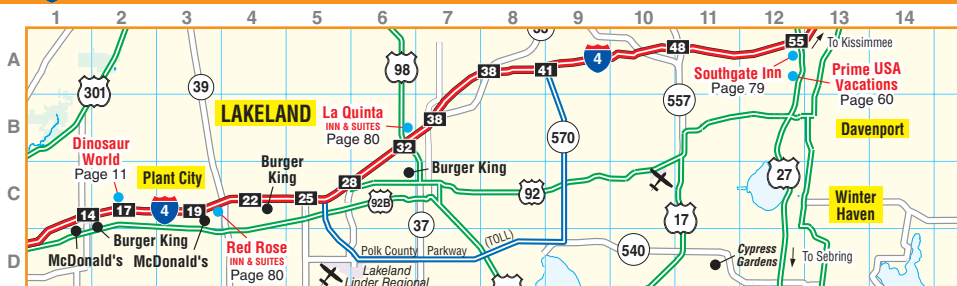 1 2 3 4 5 6 7 8 9 10 11 12 13 14
A
B
C
D
301
39
98
38
41
4
48
55
To Kissimmee
Southgate Inn
Page 79
Prime USA
Vacations
Page 60
557
LAKELAND
La Quinta
INN & SUITES
Page 80
38
32
570
Davenport
Dinosaur
World
Page 11
Plant City
Burger
King
Burger King
28
92
27
Winter
Haven
14
17
4
19
22
25
92B
37
17
Burger King
McDonald's
McDonald's
Red Rose
INN & SUITES
Page 80
Polk County Parkway
(TOLL)
540
Cypress
Gardens
To Sebring
Lakeland
Linder Regional